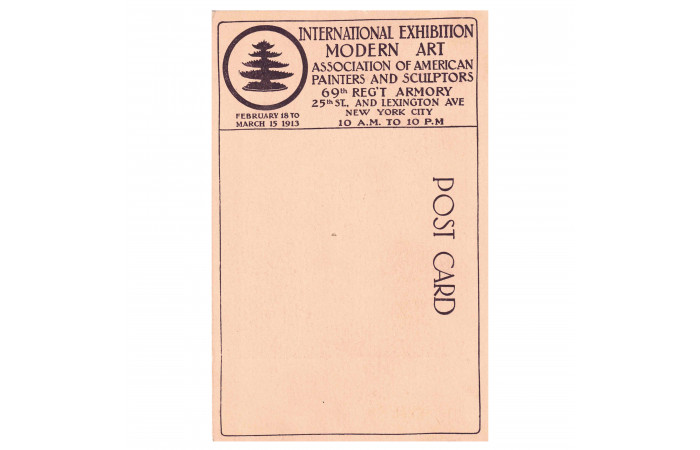 INTERNATIONAL EXHIBITION
MODERN ART
ASSOCIATION OF AMERICAN
PAINTERS AND SCULPTORS
69th REG'T ARMORY
25th ST., AND LEXINGTON AVE
NEW YORK CITY
10 A.M. TO 10 P.M
FEBRUARY 18 TO
MARCH 15 1913
POST CARD